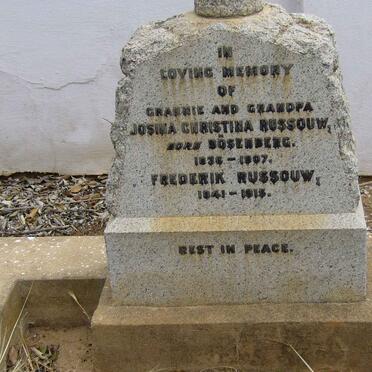 IN
LOVING MEMORY
OF
GRANNIE AND GRANDPA
JOSINA CHRISTINA RUSSOUW,
BORN BOSENBERG.
1836–1907.
FREDERIK RUSSOUW,
1841–1915.
REST IN PEACE.